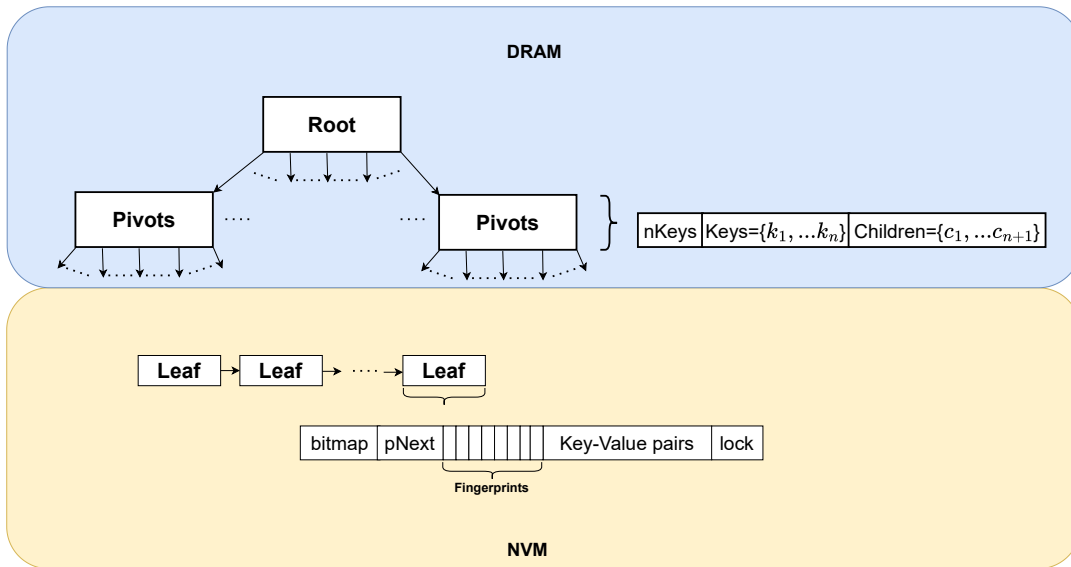 DRAM
Root
Pivots
Pivots
nKeys Keys={k₁, ...kₙ} Children={c₁, ...cₙ₊₁}
Leaf Leaf Leaf
bitmap pNext Key-Value pairs lock
Fingerprints
NVM